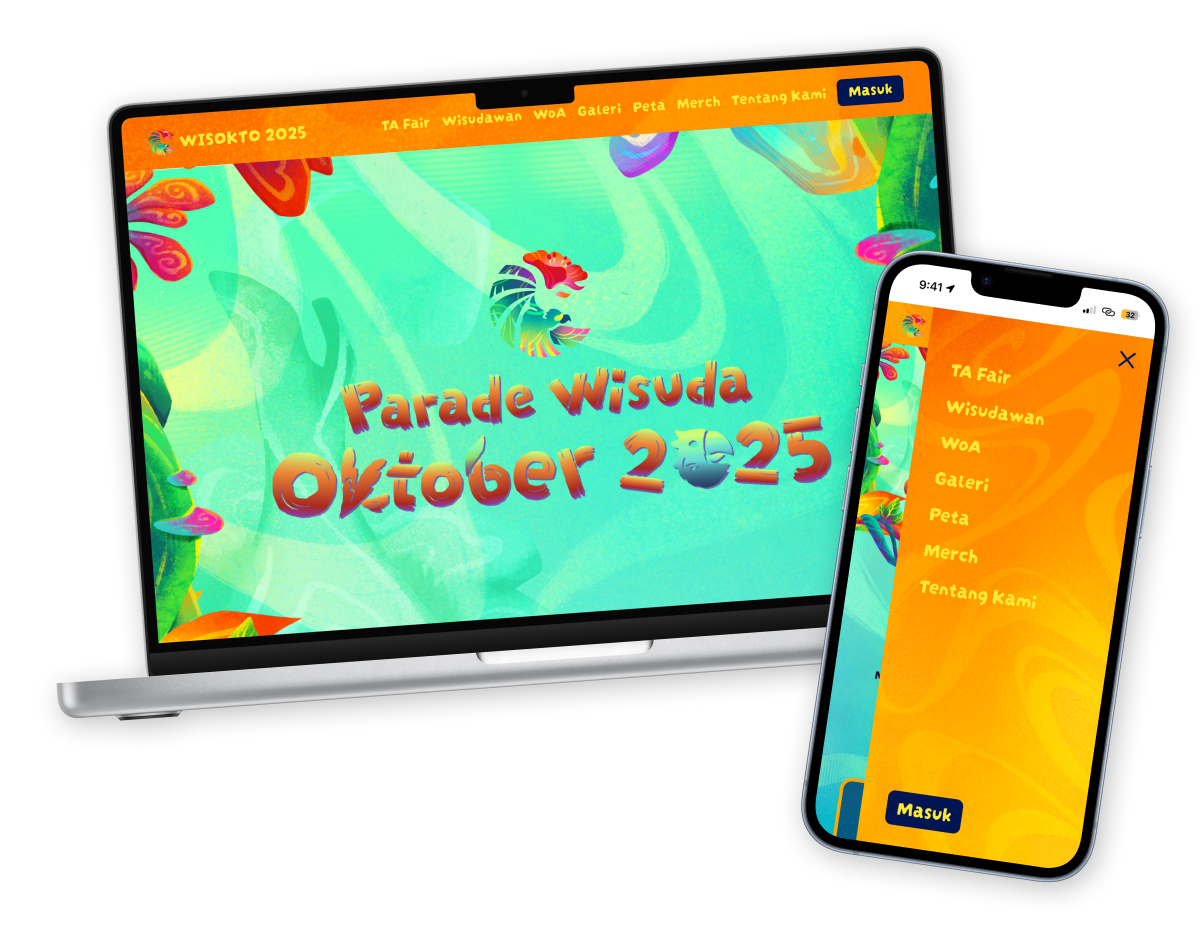 WISOKTO 2025
TA Fair Wisudawan WoA Galeri Peta Merch Tentang Kami Masuk
Parade Wisuda
Oktober 2025
9:41
32
TA Fair
Wisudawan
WoA
Galeri
Peta
Merch
Tentang Kami
Masuk